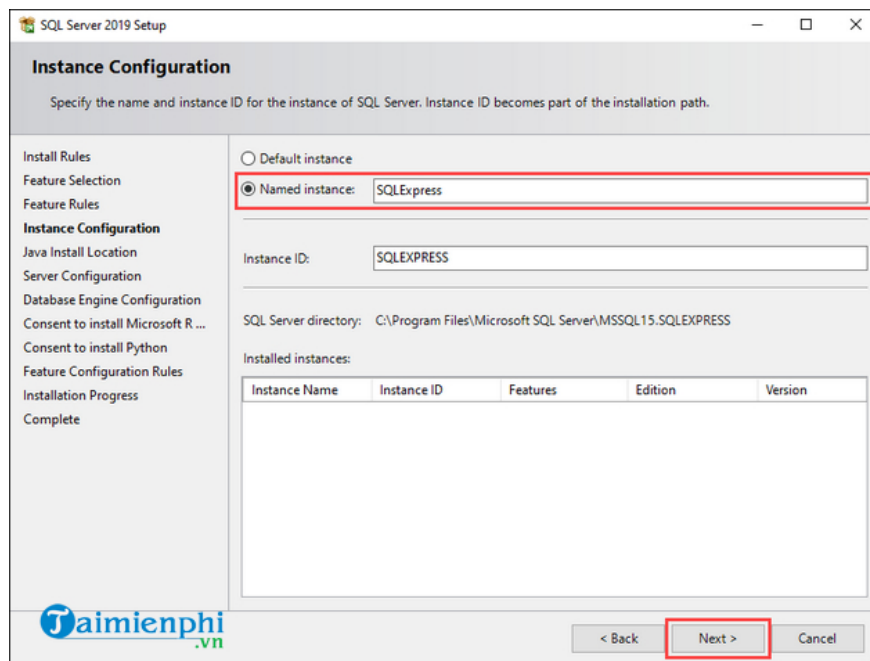 SQL Server 2019 Setup
Instance Configuration
Specify the name and instance ID for the instance of SQL Server. Instance ID becomes part of the installation path.
Install Rules
Feature Selection
Feature Rules
Instance Configuration
Java Install Location
Server Configuration
Database Engine Configuration
Consent to install Microsoft R ...
Consent to install Python
Feature Configuration Rules
Installation Progress
Complete
Default instance
Named instance: SQLExpress
Instance ID: SQLEXPRESS
SQL Server directory: C:\Program Files\Microsoft SQL Server\MSSQL15.SQLEXPRESS
Installed instances:
Instance Name Instance ID Features Edition Version
Taimienphi
.vn
< Back Next > Cancel